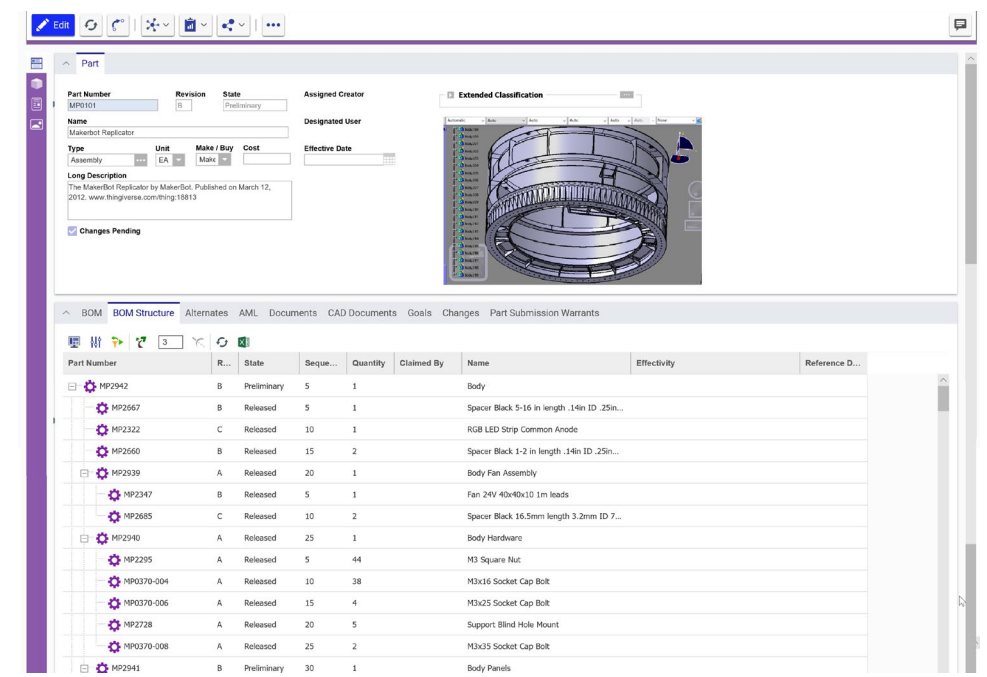 Edit
Part
Part Number Revision State Assigned Creator
MP0101 B Preliminary
Extended Classification
Name Designated User
Makerbot Replicator
Type Unit Make / Buy Cost Effective Date
Assembly EA Make
Long Description
The MakerBot Replicator by MakerBot. Published on March 12,
2012. www.thingiverse.com/thing:18813
Changes Pending
BOM BOM Structure Alternates AML Documents CAD Documents Goals Changes Part Submission Warrants
3
Part Number R... State Seque... Quantity Claimed By Name Effectivity Reference D...
MP2942 B Preliminary 5 1 Body
MP2667 B Released 5 1 Spacer Black 5-16 in length .14in ID .25in...
MP2322 C Released 10 1 RGB LED Strip Common Anode
MP2660 B Released 15 2 Spacer Black 1-2 in length .14in ID .25in...
MP2939 A Released 20 1 Body Fan Assembly
MP2347 B Released 5 1 Fan 24V 40x40x10 1m leads
MP2685 C Released 10 2 Spacer Black 16.5mm length 3.2mm ID 7...
MP2940 A Released 25 1 Body Hardware
MP2295 A Released 5 44 M3 Square Nut
MP0370-004 A Released 10 38 M3x16 Socket Cap Bolt
MP0370-006 A Released 15 4 M3x25 Socket Cap Bolt
MP2728 A Released 20 5 Support Blind Hole Mount
MP0370-008 A Released 25 2 M3x35 Socket Cap Bolt
MP2941 B Preliminary 30 1 Body Panels